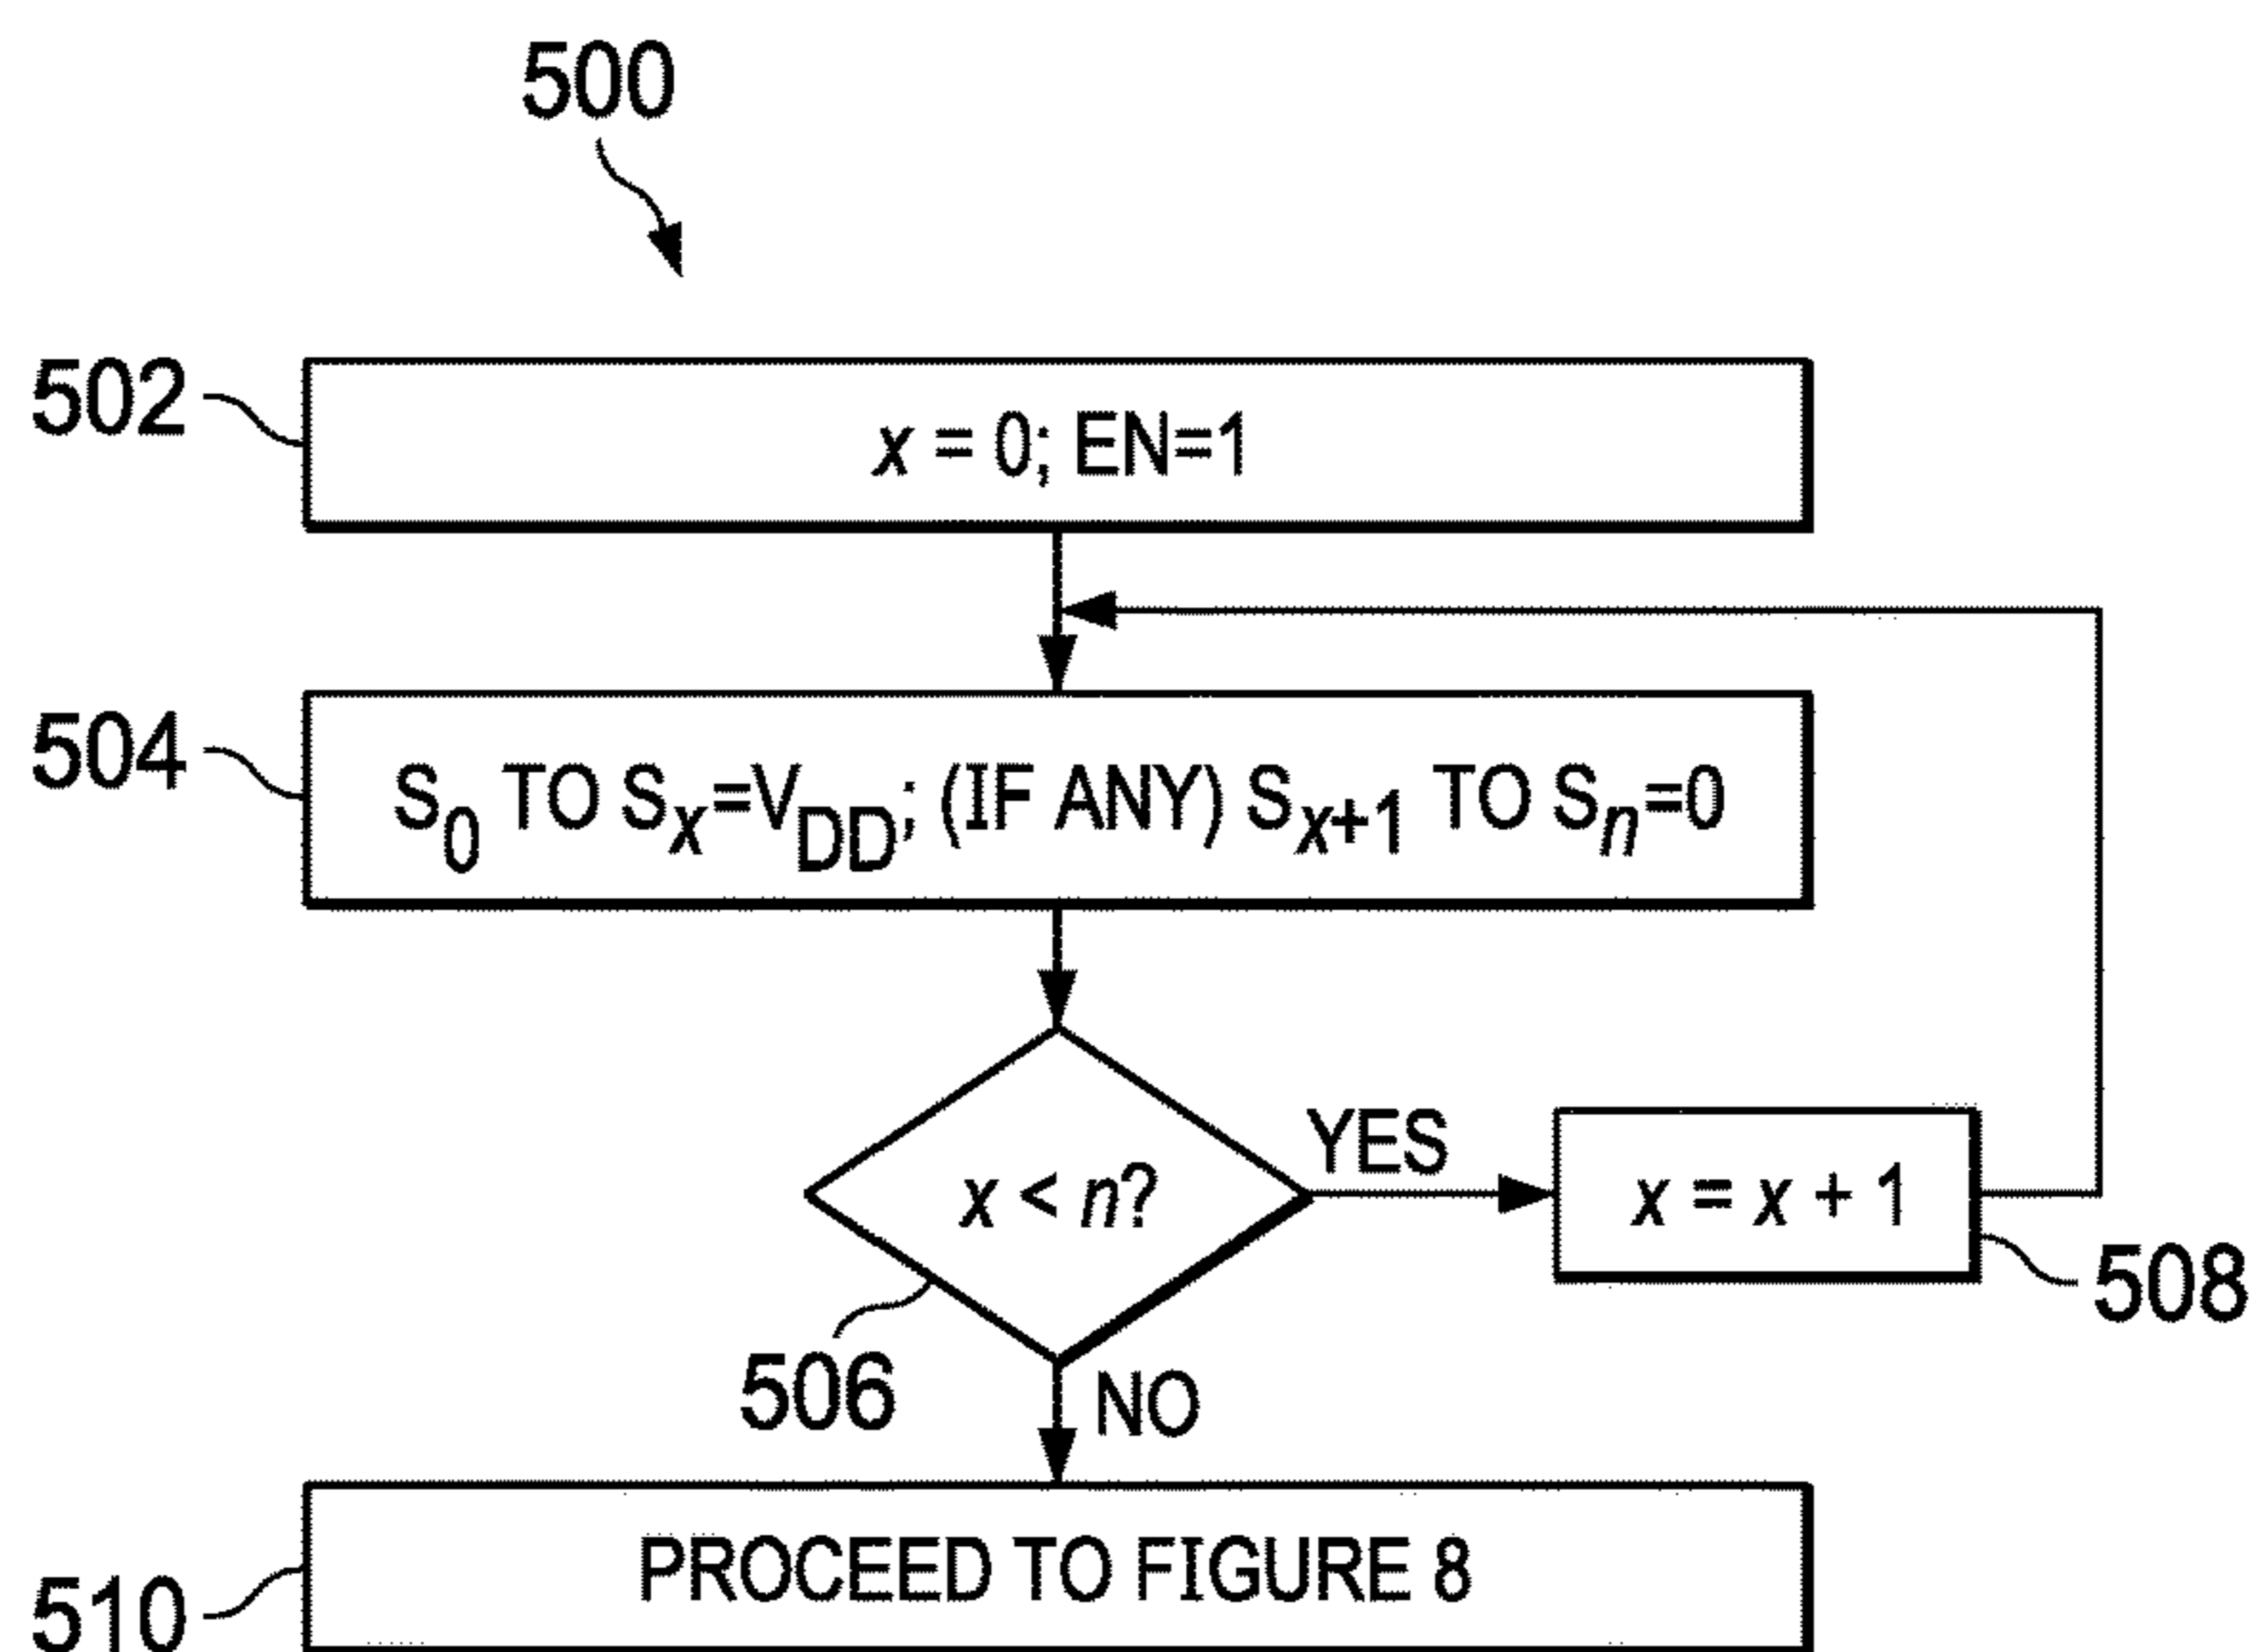 500
502
x = 0; EN=1
504
S₀ TO Sₓ=V_DD; (IF ANY) Sₓ₊₁ TO Sₙ=0
x < n?
YES
x = x + 1
508
506
NO
510
PROCEED TO FIGURE 8